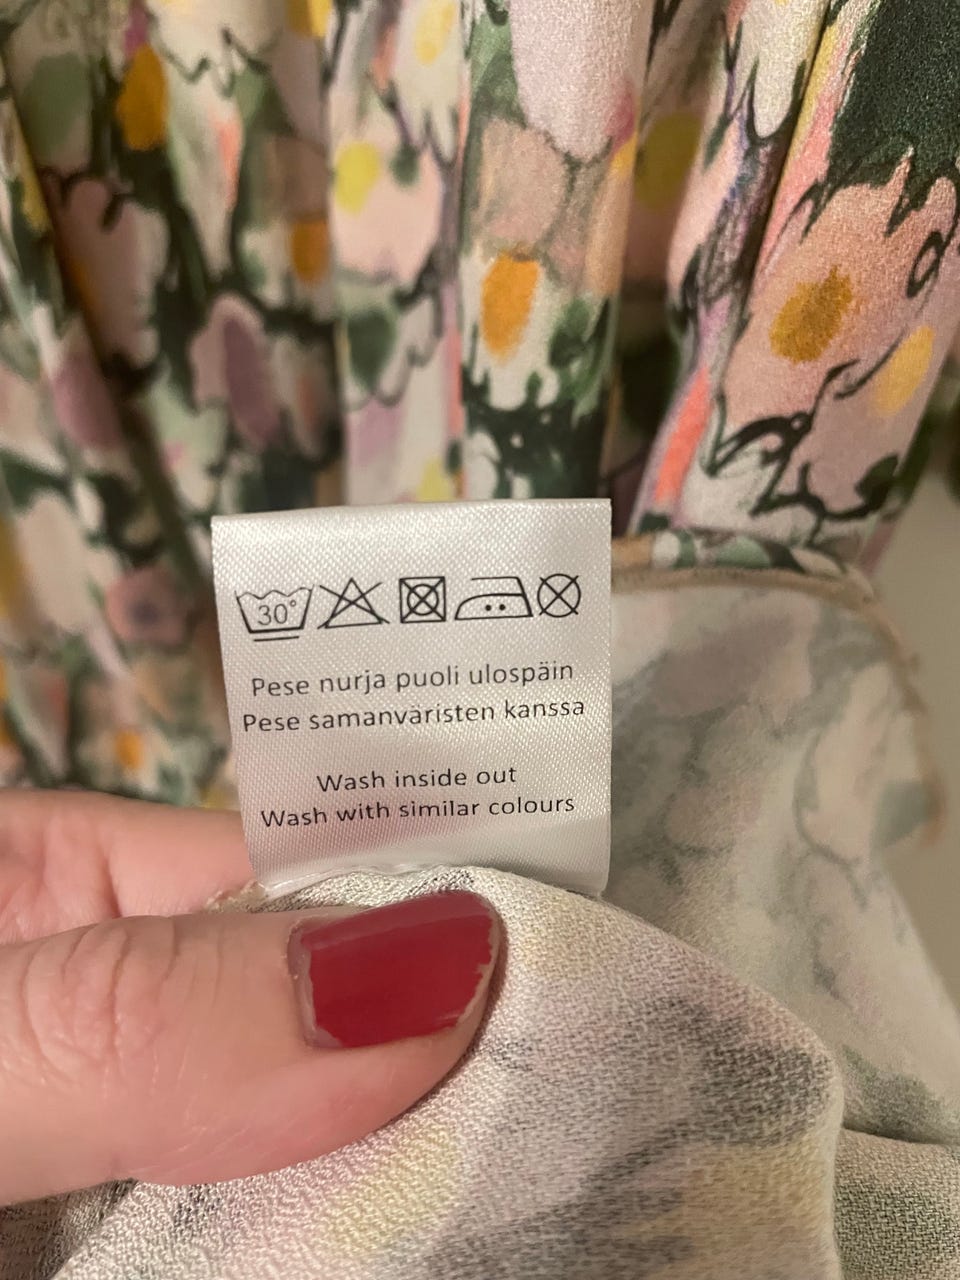 30°
Pese nurja puoli ulospäin
Pese samanväristen kanssa
Wash inside out
Wash with similar colours